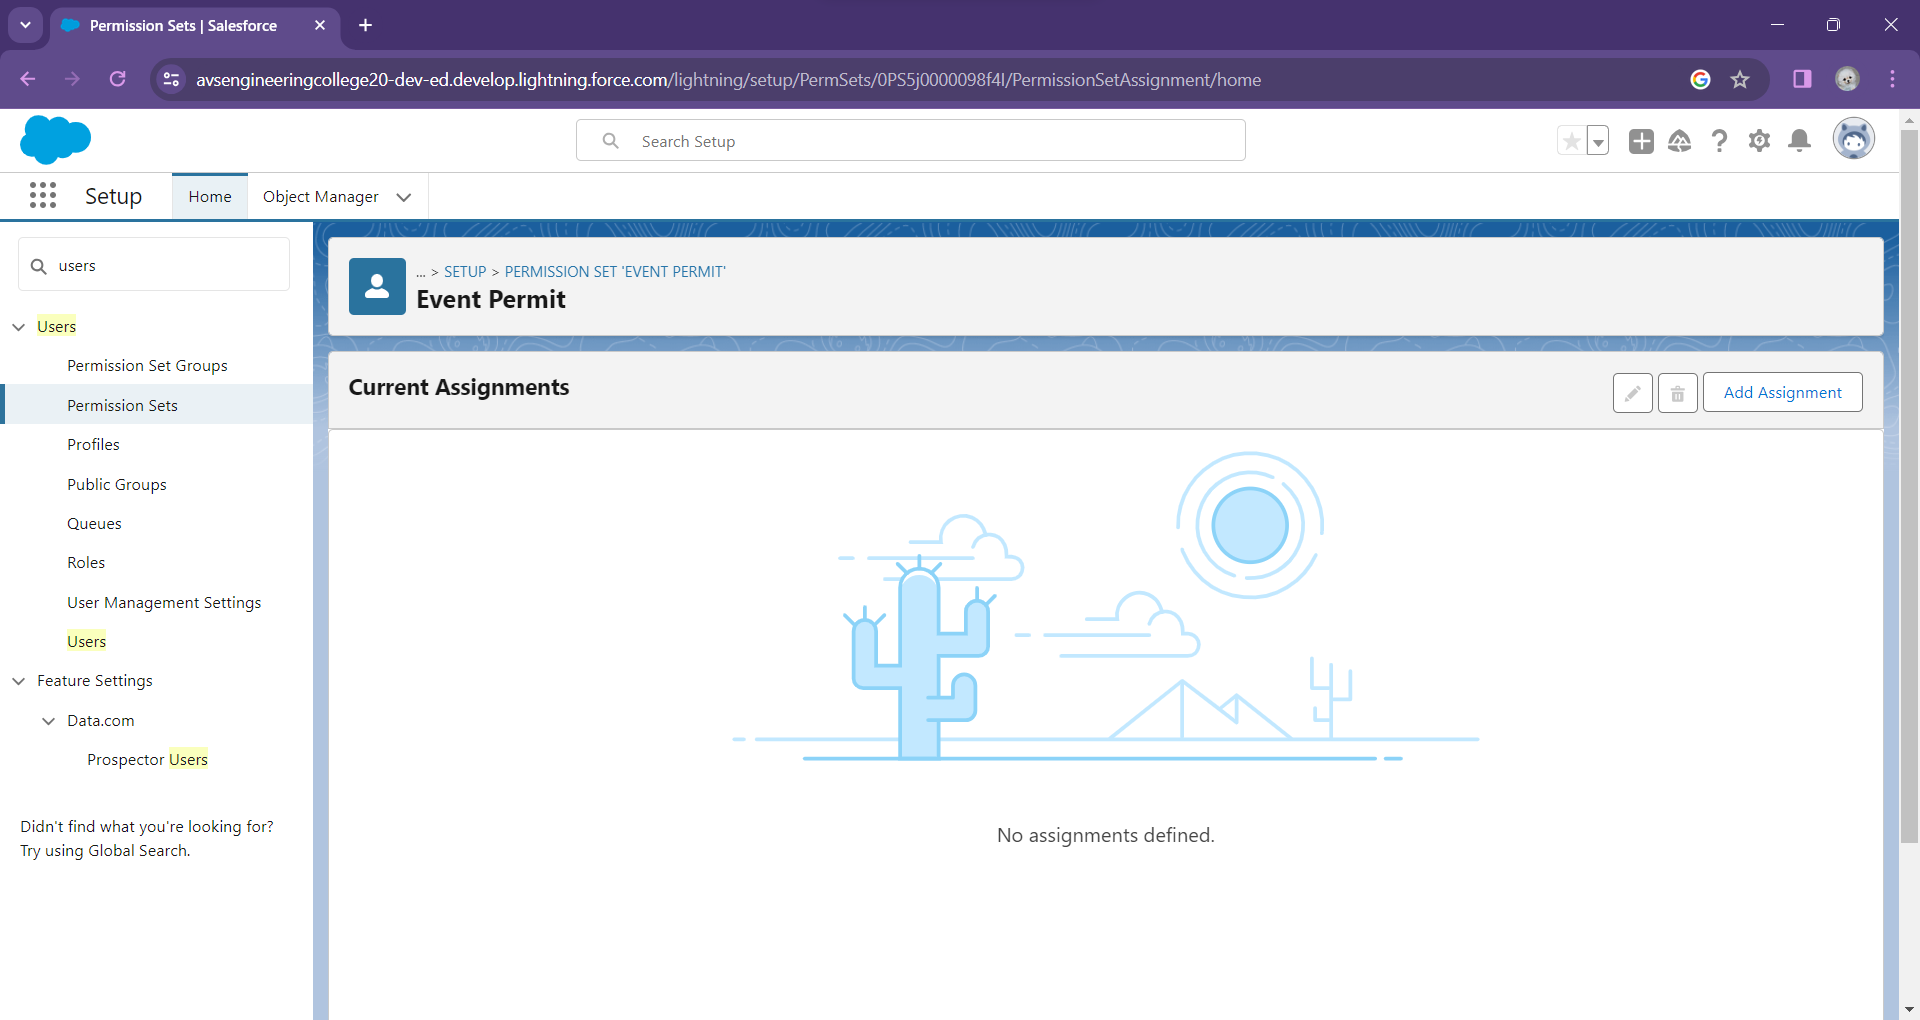 Permission Sets | Salesforce
avsengineeringcollege20-dev-ed.develop.lightning.force.com/lightning/setup/PermSets/0PS5j0000098f4I/PermissionSetAssignment/home
Search Setup
Setup
Home
Object Manager
users
Users
Permission Set Groups
Permission Sets
Profiles
Public Groups
Queues
Roles
User Management Settings
Users
Feature Settings
Data.com
Prospector Users
Didn't find what you're looking for?
Try using Global Search.
... > SETUP > PERMISSION SET 'EVENT PERMIT'
Event Permit
Current Assignments
Add Assignment
No assignments defined.